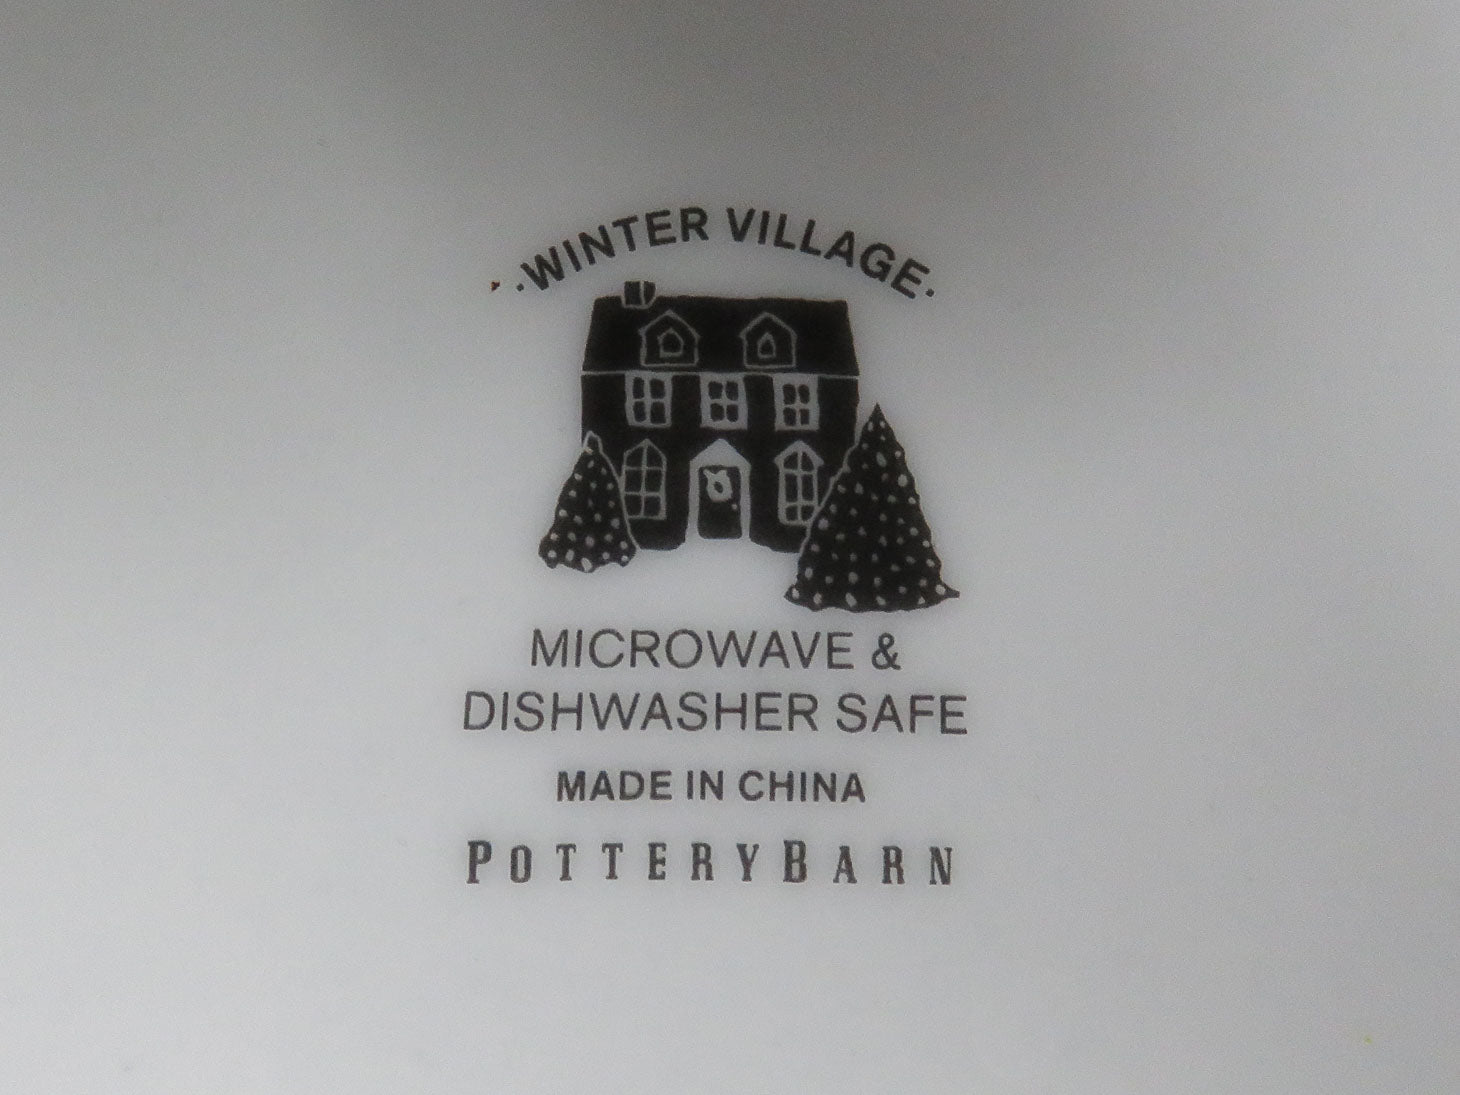 ·WINTER VILLAGE·
MICROWAVE &
DISHWASHER SAFE
MADE IN CHINA
POTTERYBARN